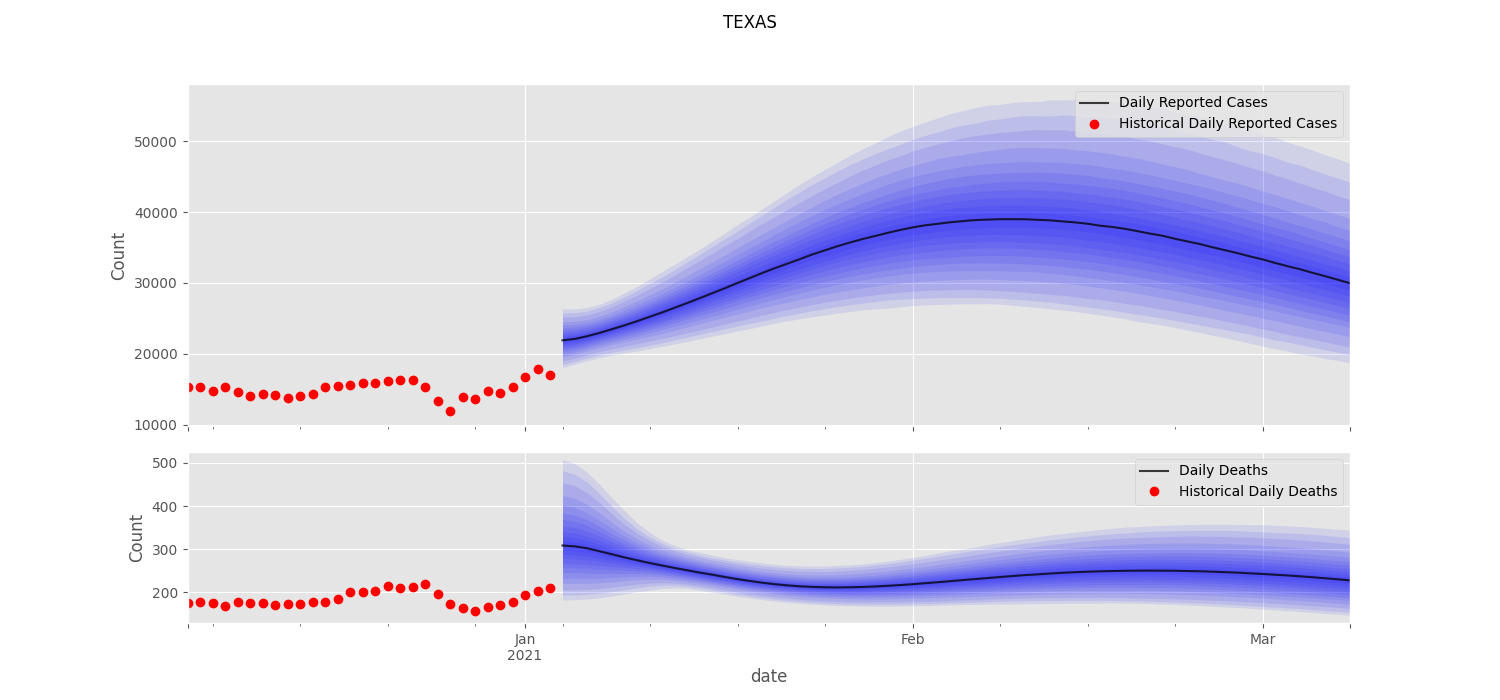 TEXAS
Daily Reported Cases
Historical Daily Reported Cases
50000
40000
30000
20000
10000
Count
Daily Deaths
Historical Daily Deaths
500
400
300
200
Count
Jan
2021
Feb
Mar
date